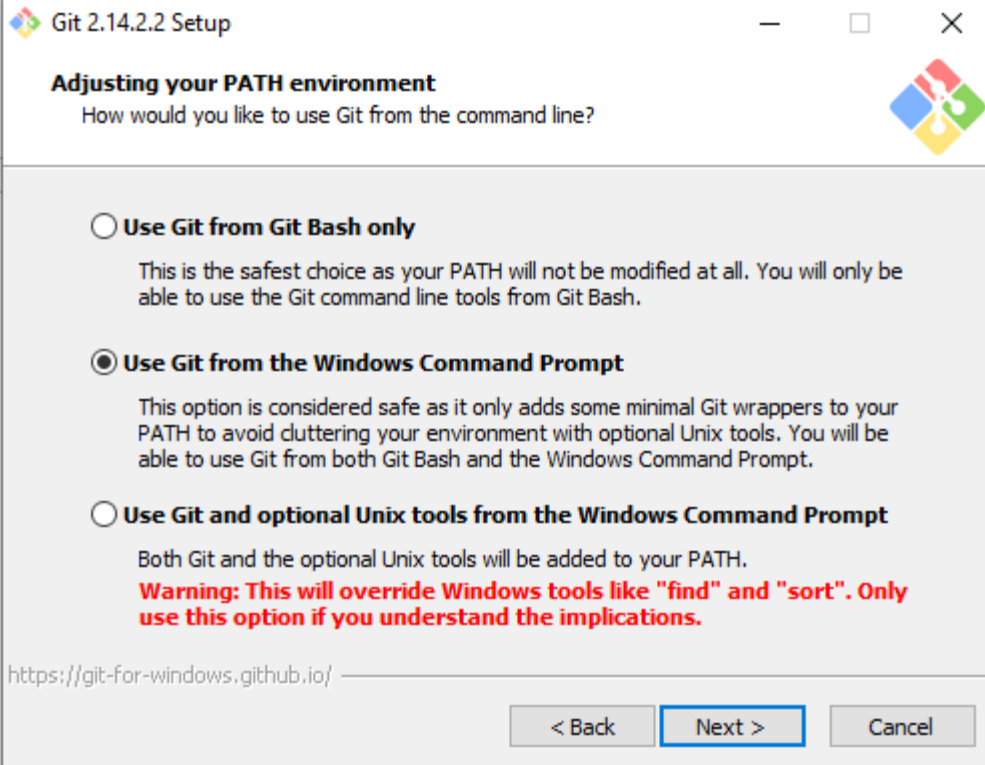 Git 2.14.2.2 Setup
Adjusting your PATH environment
How would you like to use Git from the command line?
Use Git from Git Bash only
This is the safest choice as your PATH will not be modified at all. You will only be
able to use the Git command line tools from Git Bash.
Use Git from the Windows Command Prompt
This option is considered safe as it only adds some minimal Git wrappers to your
PATH to avoid cluttering your environment with optional Unix tools. You will be
able to use Git from both Git Bash and the Windows Command Prompt.
Use Git and optional Unix tools from the Windows Command Prompt
Both Git and the optional Unix tools will be added to your PATH.
Warning: This will override Windows tools like "find" and "sort". Only
use this option if you understand the implications.
https://git-for-windows.github.io/
< Back
Next >
Cancel